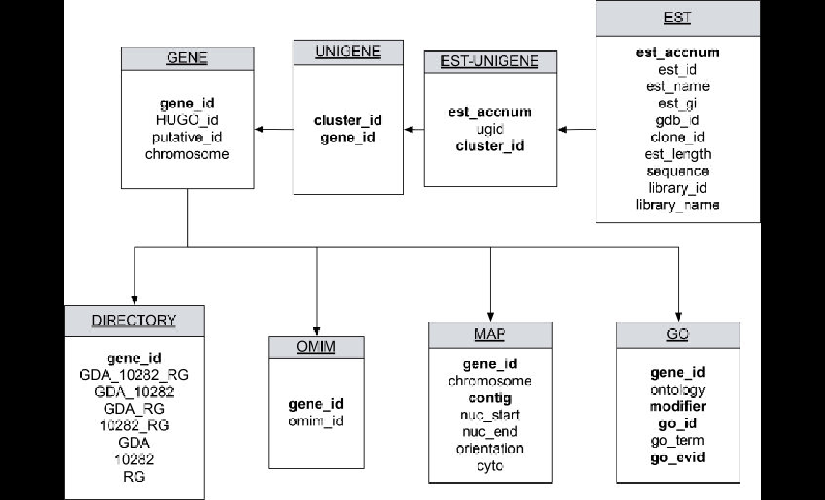 GENE
gene_id
HUGO_id
putative_id
chromosome
UNIGENE
cluster_id
gene_id
EST-UNIGENE
est_accnum
ugid
cluster_id
EST
est_accnum
est_id
est_name
est_gi
gdb_id
clone_id
est_length
sequence
library_id
library_name
DIRECTORY
gene_id
GDA_10282_RG
GDA_10282
GDA_RG
10282_RG
GDA
10282
RG
OMIM
gene_id
omim_id
MAP
gene_id
chromosome
contig
nuc_start
nuc_end
orientation
cyto
GO
gene_id
ontology
modifier
go_id
go_term
go_evid